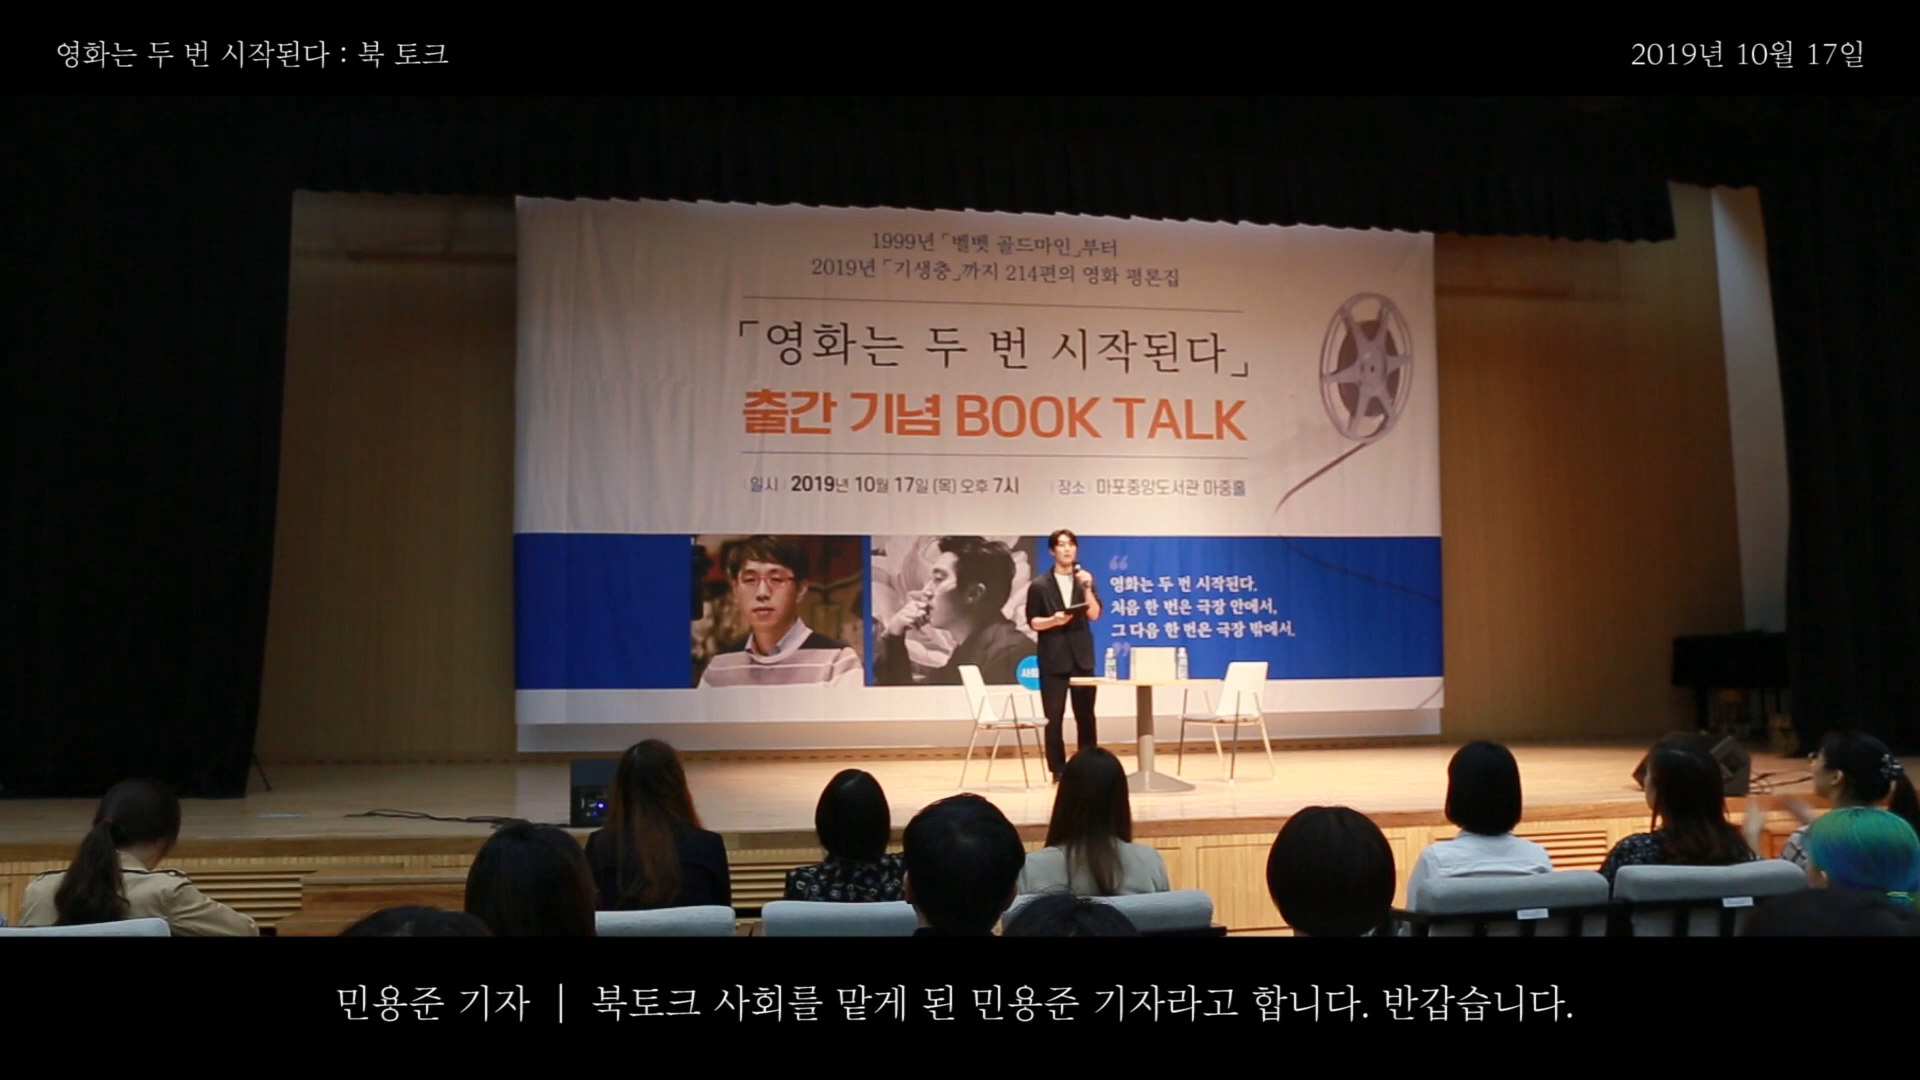 영화는 두 번 시작된다 : 북 토크
2019년 10월 17일
1999년 「벨벳 골드마인」부터
2019년 「기생충」까지 214편의 영화 평론집
「영화는 두 번 시작된다」
출간 기념 BOOK TALK
일시 2019년 10월 17일 (목) 오후 7시 장소 마포중앙도서관 마중홀
“
영화는 두 번 시작된다.
처음 한 번은 극장 안에서,
그 다음 한 번은 극장 밖에서.
”
민용준 기자 | 북토크 사회를 맡게 된 민용준 기자라고 합니다. 반갑습니다.